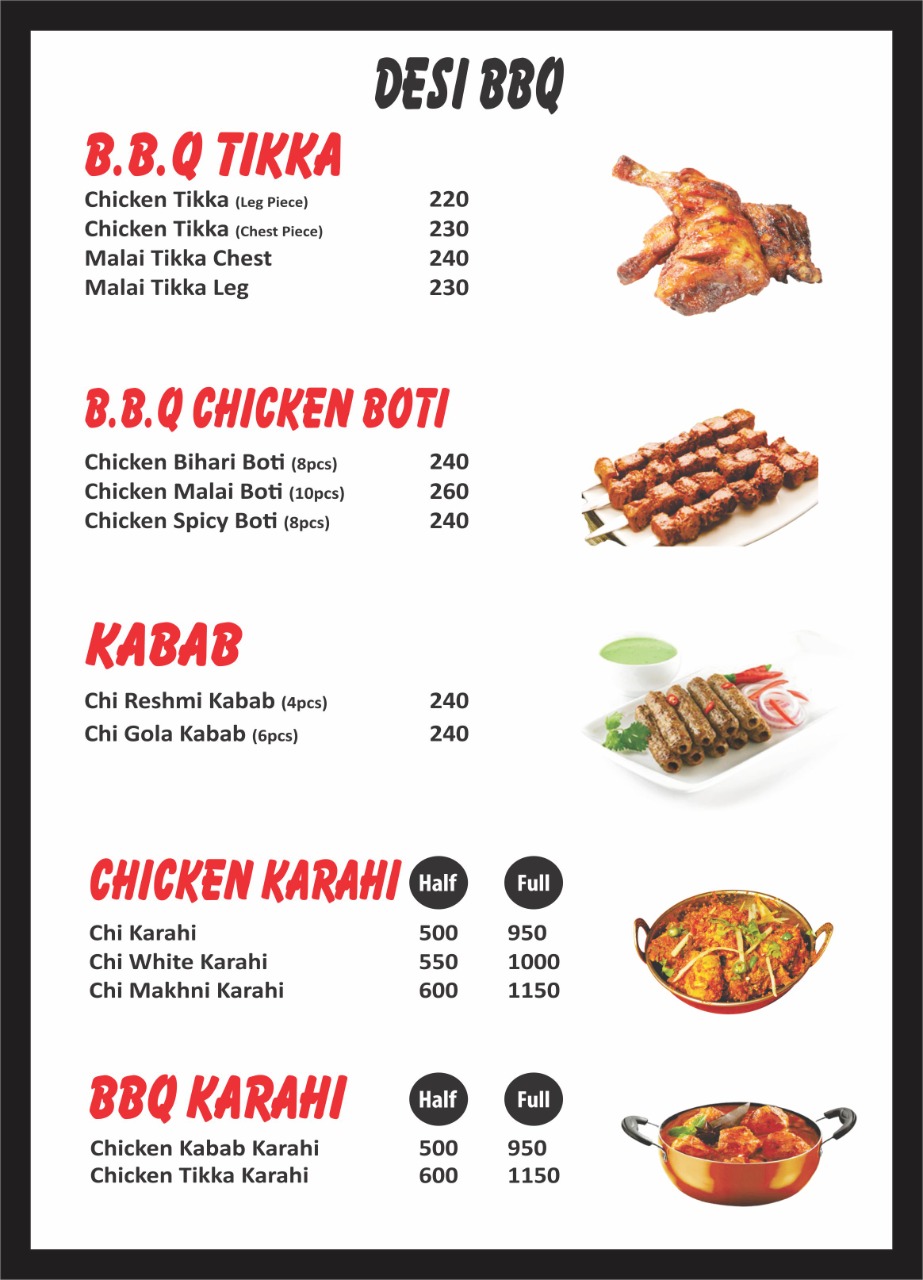 DESI BBQ
B.B.Q TIKKA
Chicken Tikka (Leg Piece) 220
Chicken Tikka (Chest Piece) 230
Malai Tikka Chest 240
Malai Tikka Leg 230
B.B.Q CHICKEN BOTI
Chicken Bihari Boti (8pcs) 240
Chicken Malai Boti (10pcs) 260
Chicken Spicy Boti (8pcs) 240
KABAB
Chi Reshmi Kabab (4pcs) 240
Chi Gola Kabab (6pcs) 240
CHICKEN KARAHI Half Full
Chi Karahi 500 950
Chi White Karahi 550 1000
Chi Makhni Karahi 600 1150
BBQ KARAHI Half Full
Chicken Kabab Karahi 500 950
Chicken Tikka Karahi 600 1150